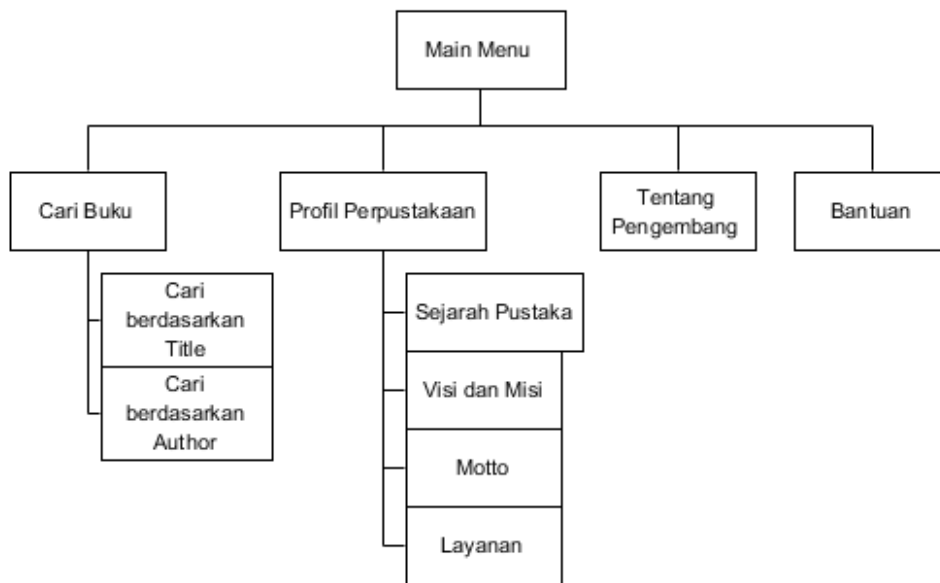 Main Menu
Cari Buku
Profil Perpustakaan
Tentang
Pengembang
Bantuan
Cari
berdasarkan
Title
Cari
berdasarkan
Author
Sejarah Pustaka
Visi dan Misi
Motto
Layanan